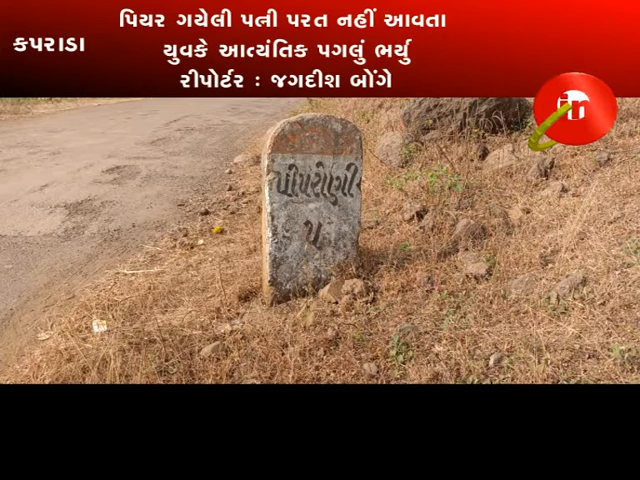 કપરાડા
પિયર ગયેલી પત્ની પરત નહીં આવતા
યુવકે આત્યંતિક પગલું ભર્યુ
રીપોર્ટર : જગદીશ બોંગે
પીપરોણી
૫